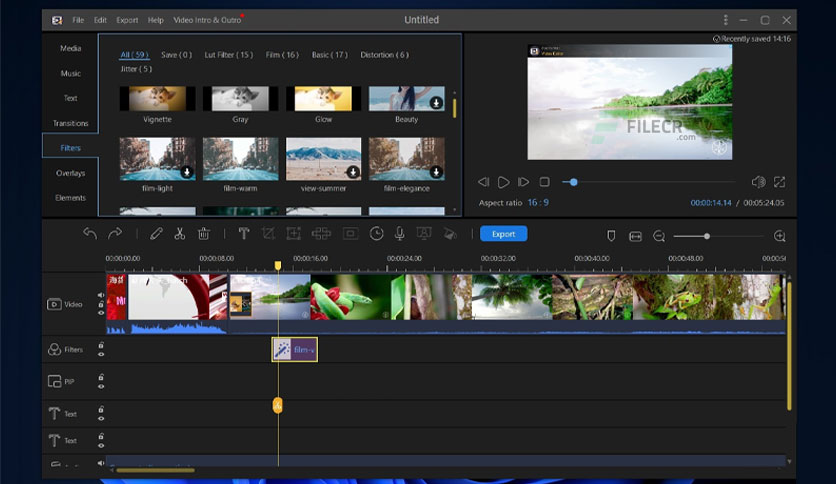 File Edit Export Help Video Intro & Outro Untitled
Recently saved 14:16
Media
Music
Text
Transitions
Filters
Overlays
Elements
All ( 59 ) Save ( 0 ) Lut Filter ( 15 ) Film ( 16 ) Basic ( 17 ) Distortion ( 6 )
Jitter ( 5 )
Vignette Gray Glow Beauty
film-light film-warm view-summer film-elegance
Video Editor
FILECR
.com
Aspect ratio 16 : 9 00:00:14.14 / 00:05:24.05
Export
00:00:00.00 00:00:08.00 00:00:16.00 00:00:24.00 00:00:32.00 00:00:40.00 00:00:48.00
Video
Filters film-
PIP
Text
Text